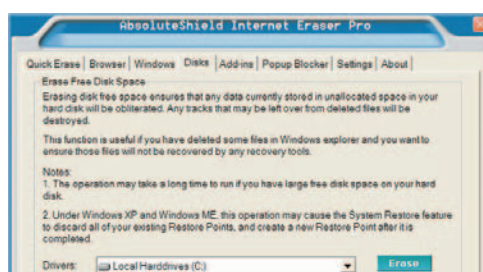 AbsoluteShield Internet Eraser Pro
Quick Erase Browser Windows Disks Add-ins Popup Blocker Settings About
Erase Free Disk Space
Erasing disk free space ensures that any data currently stored in unallocated space in your
hard disk will be obliterated. Any tracks that may be left over from deleted files will be
destroyed.
This function is useful if you have deleted some files in Windows explorer and you want to
ensure those files will not be recovered by any recovery tools.
Notes:
1. The operation may take a long time to run if you have large free disk space on your hard
disk.
2. Under Windows XP and Windows ME, this operation may cause the System Restore feature
to discard all of your existing Restore Points, and create a new Restore Point after it is
completed.
Drivers: Local Harddrives (C:) Erase